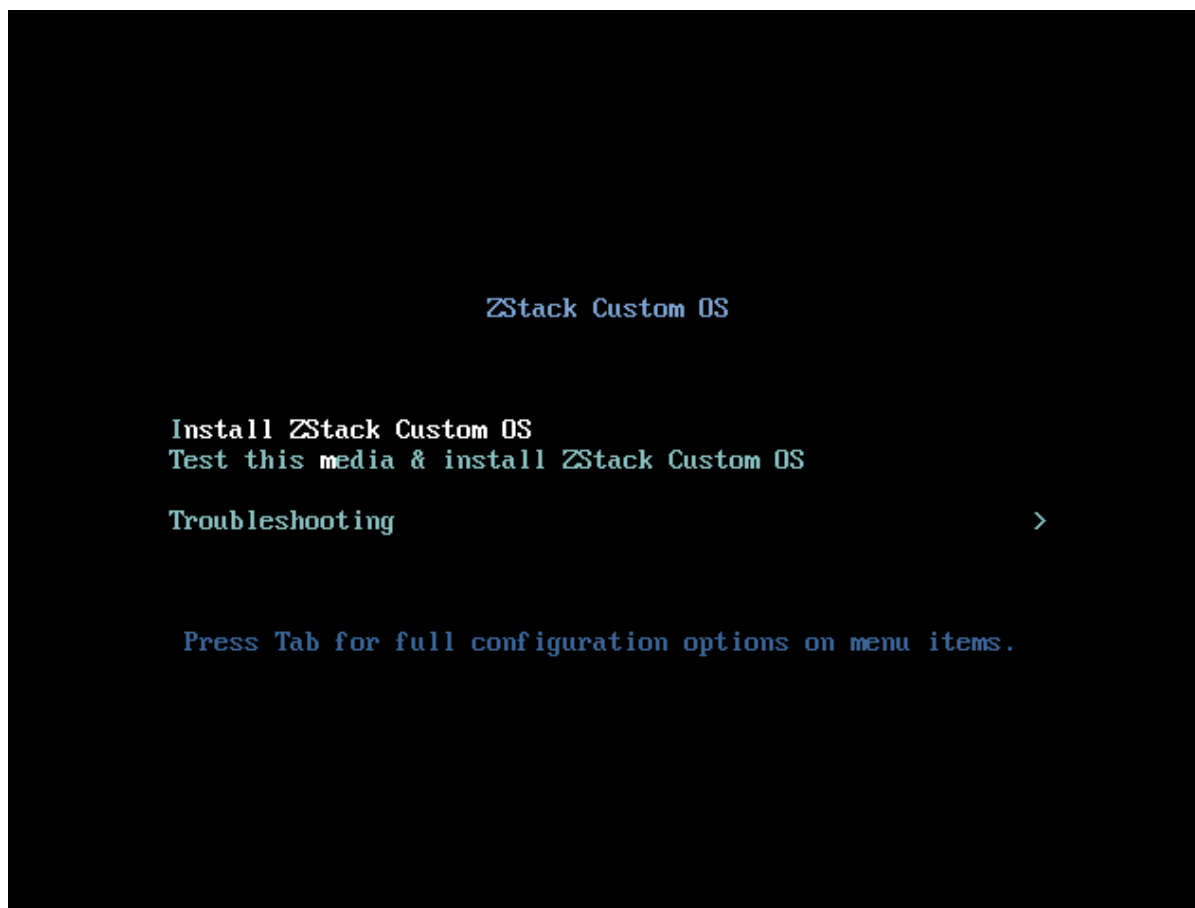 ZStack Custom OS
Install ZStack Custom OS
Test this media & install ZStack Custom OS
Troubleshooting >
Press Tab for full configuration options on menu items.